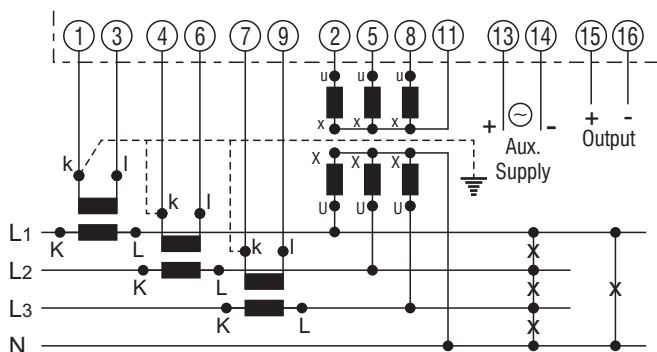 1 3 4 6 7 9 2 5 8 11 13 14 15 16
u u u
x x x
+ ~ - + -
Aux. Output
Supply
x x x
k l
k l
U U U
k l
L1 K L
x
L2 K L
x x
L3 K L
x
N